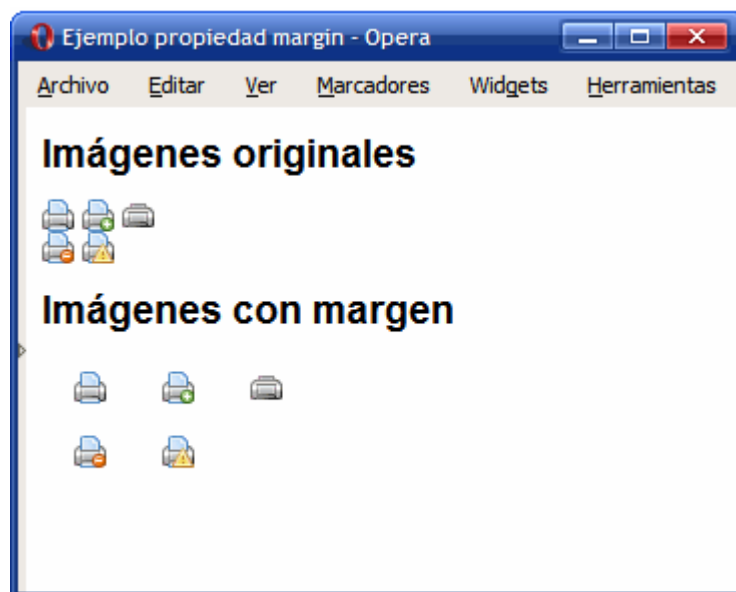 Ejemplo propiedad margin - Opera
Archivo Editar Ver Marcadores Widgets Herramientas
Imágenes originales
Imágenes con margen